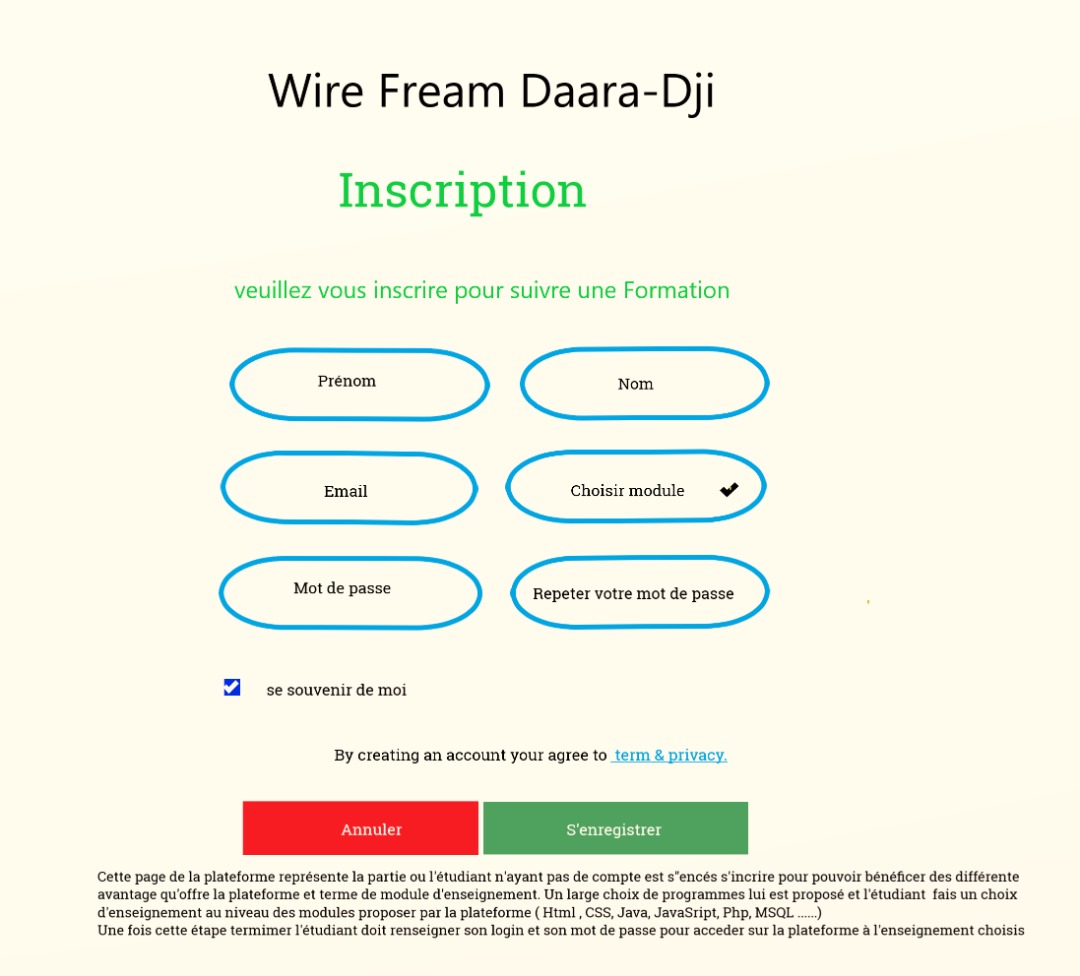 Wire Fream Daara-Dji
Inscription
veuillez vous inscrire pour suivre une Formation
Prénom
Nom
Email
Choisir module
Mot de passe
Repeter votre mot de passe
se souvenir de moi
By creating an account your agree to term & privacy.
Annuler
S'enregistrer
Cette page de la plateforme représente la partie ou l'étudiant n'ayant pas de compte est s"encés s'incrire pour pouvoir bénéficer des différente
avantage qu'offre la plateforme et terme de module d'enseignement. Un large choix de programmes lui est proposé et l'étudiant fais un choix
d'enseignement au niveau des modules proposer par la plateforme ( Html , CSS, Java, JavaSript, Php, MSQL ......)
Une fois cette étape termimer l'étudiant doit renseigner son login et son mot de passe pour acceder sur la plateforme à l'enseignement choisis